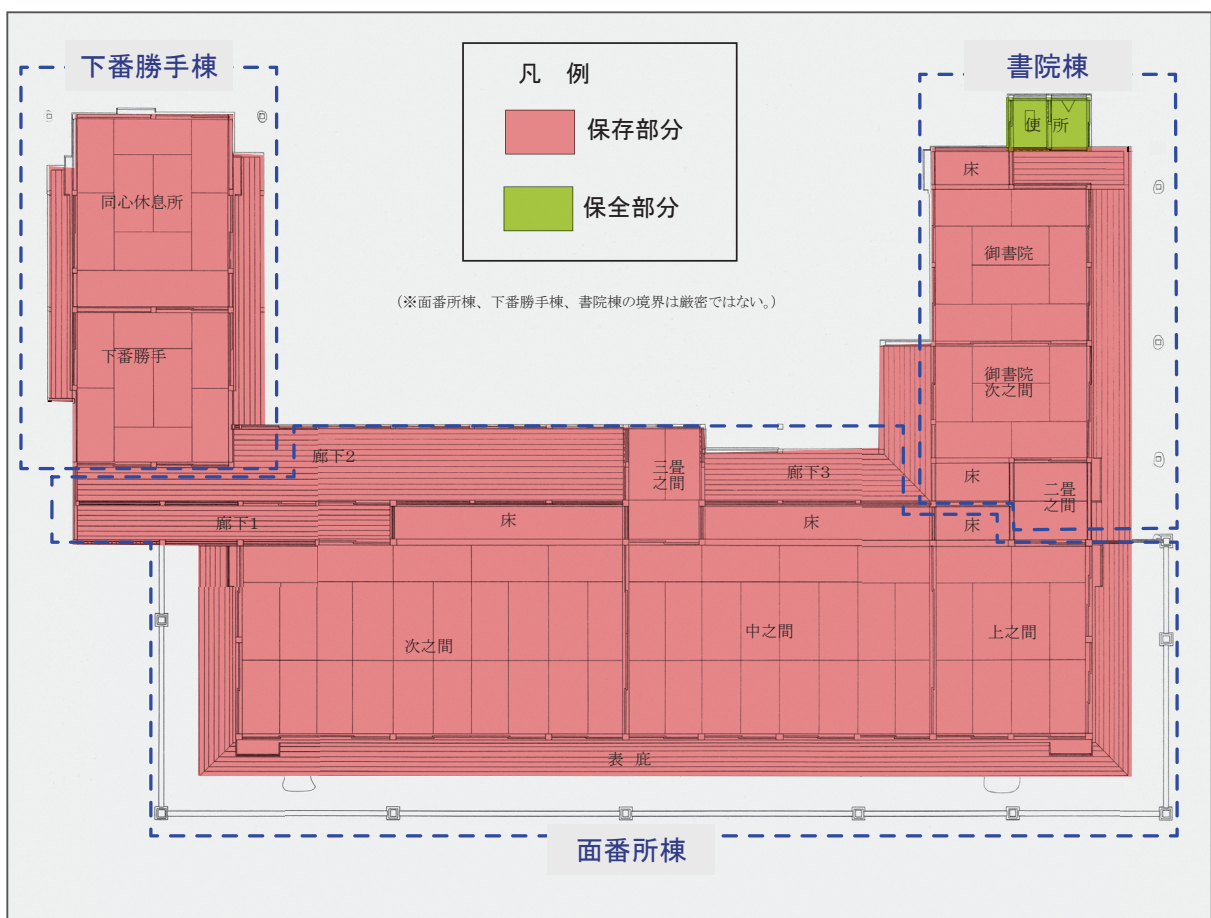 下番勝手棟
凡 例
書院棟
保存部分
保全部分
便 所
床
同心休息所
御書院
(※面番所棟、下番勝手棟、書院棟の境界は厳密ではない。)
下番勝手
御書院
次之間
廊下2
三畳
之間
廊下3
床
二畳
之間
廊下1
床
床
床
次之間
中之間
上之間
表 庇
面番所棟